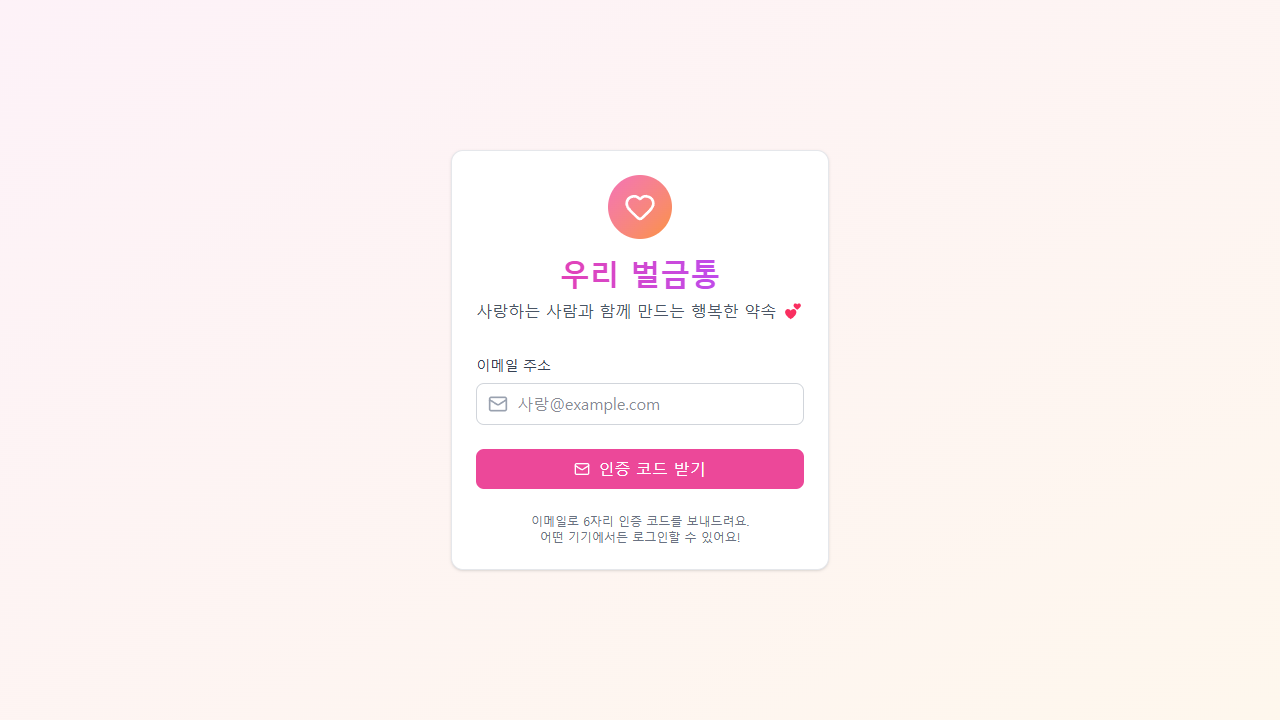 우리 벌금통
사랑하는 사람과 함께 만드는 행복한 약속 💕
이메일 주소
사랑@example.com
인증 코드 받기
이메일로 6자리 인증 코드를 보내드려요.
어떤 기기에서든 로그인할 수 있어요!